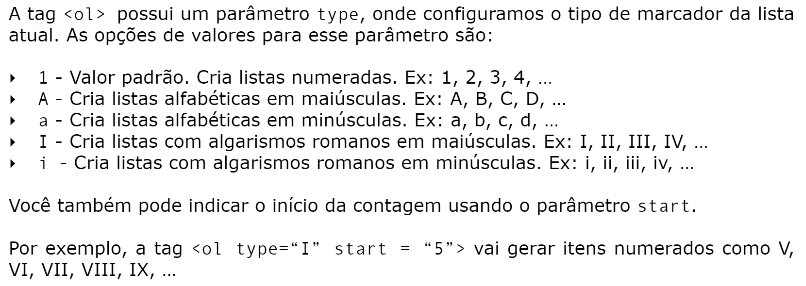 A tag <ol> possui um parâmetro type, onde configuramos o tipo de marcador da lista
atual. As opções de valores para esse parâmetro são:
‣ 1 - Valor padrão. Cria listas numeradas. Ex: 1, 2, 3, 4, ...
‣ A - Cria listas alfabéticas em maiúsculas. Ex: A, B, C, D, ...
‣ a - Cria listas alfabéticas em minúsculas. Ex: a, b, c, d, ...
‣ I - Cria listas com algarismos romanos em maiúsculas. Ex: I, II, III, IV, ...
‣ i - Cria listas com algarismos romanos em minúsculas. Ex: i, ii, iii, iv, ...
Você também pode indicar o início da contagem usando o parâmetro start.
Por exemplo, a tag <ol type=“I” start = “5”> vai gerar itens numerados como V,
VI, VII, VIII, IX, ...